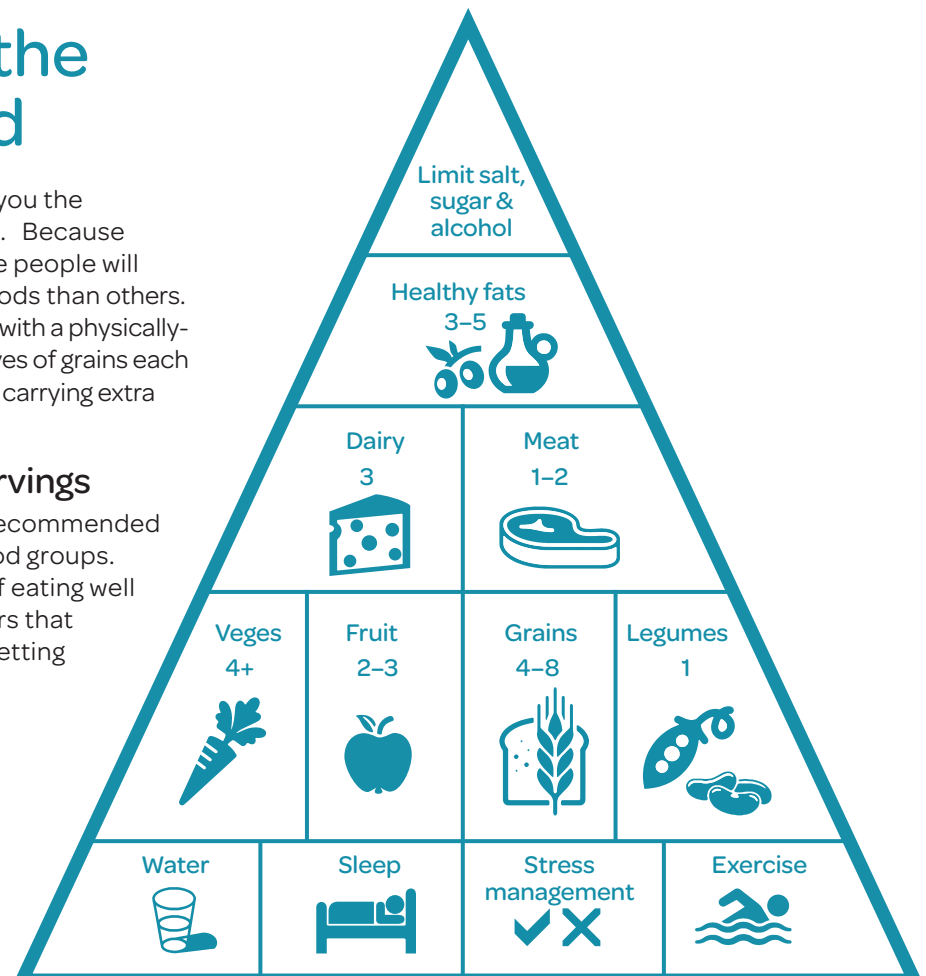 the
d
you the
. Because
e people will
ods than others.
with a physically-
ves of grains each
carrying extra
rvings
ecommended
od groups.
f eating well
rs that
etting
Limit salt,
sugar &
alcohol
Healthy fats
3–5
Dairy
3
Meat
1–2
Veges
4+
Fruit
2–3
Grains
4–8
Legumes
1
Water
Sleep
Stress
management
Exercise